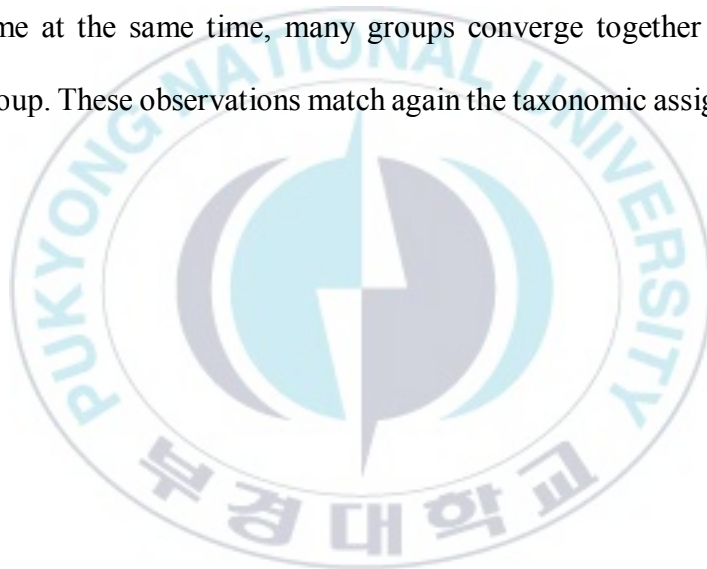 me at the same time, many groups converge together
oup. These observations match again the taxonomic assig
PUKYONG NATIONAL UNIVERSITY
부경대학교